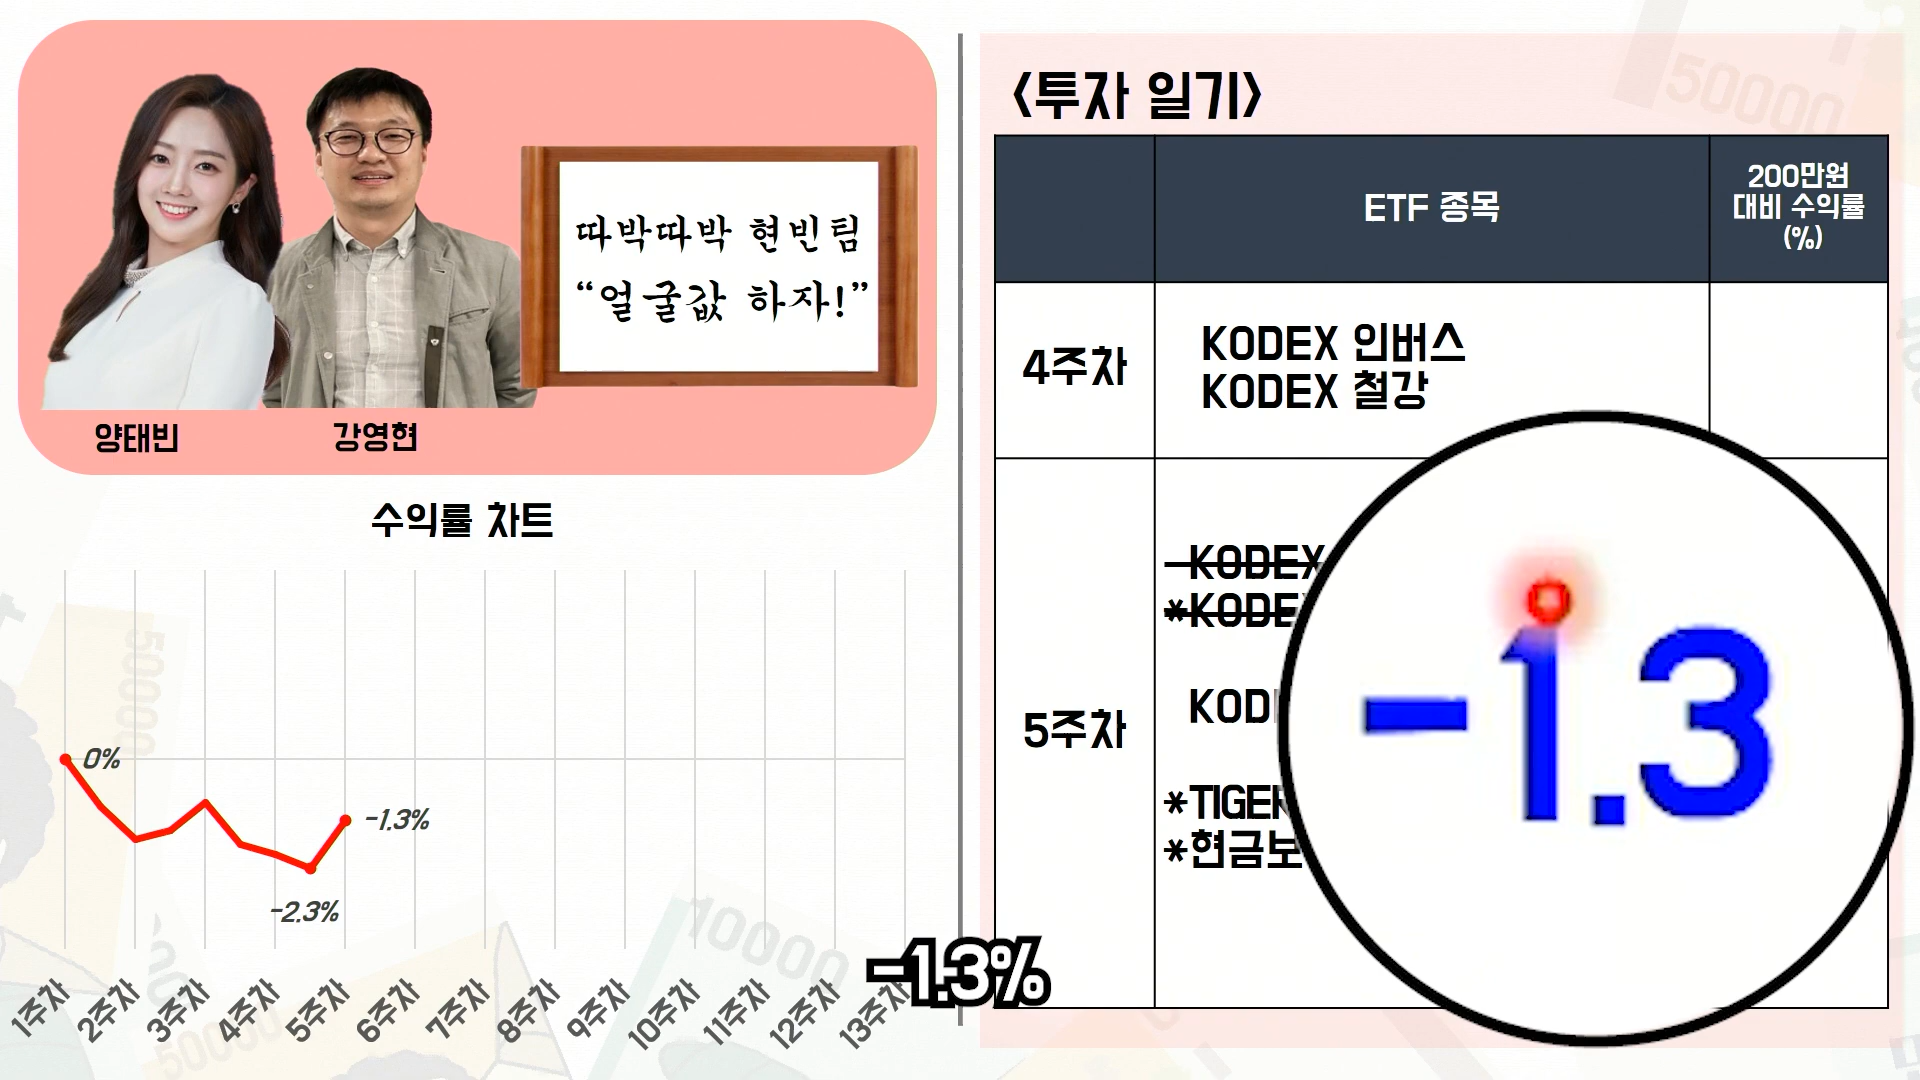 따박따박 현빈팀
“얼굴값 하자!”
양태빈
강영현
수익률 차트
0%
-1.3%
-2.3%
1주차
2주차
3주차
4주차
5주차
6주차
7주차
8주차
9주차
10주차
11주차
12주차
13주차
-1.3%
<투자 일기>
ETF 종목
200만원
대비 수익률
(%)
4주차
KODEX 인버스
KODEX 철강
5주차
-KODEX
*KODE
KOD
*TIGER
*현금보
-1.3
50000
50000
10000
50000